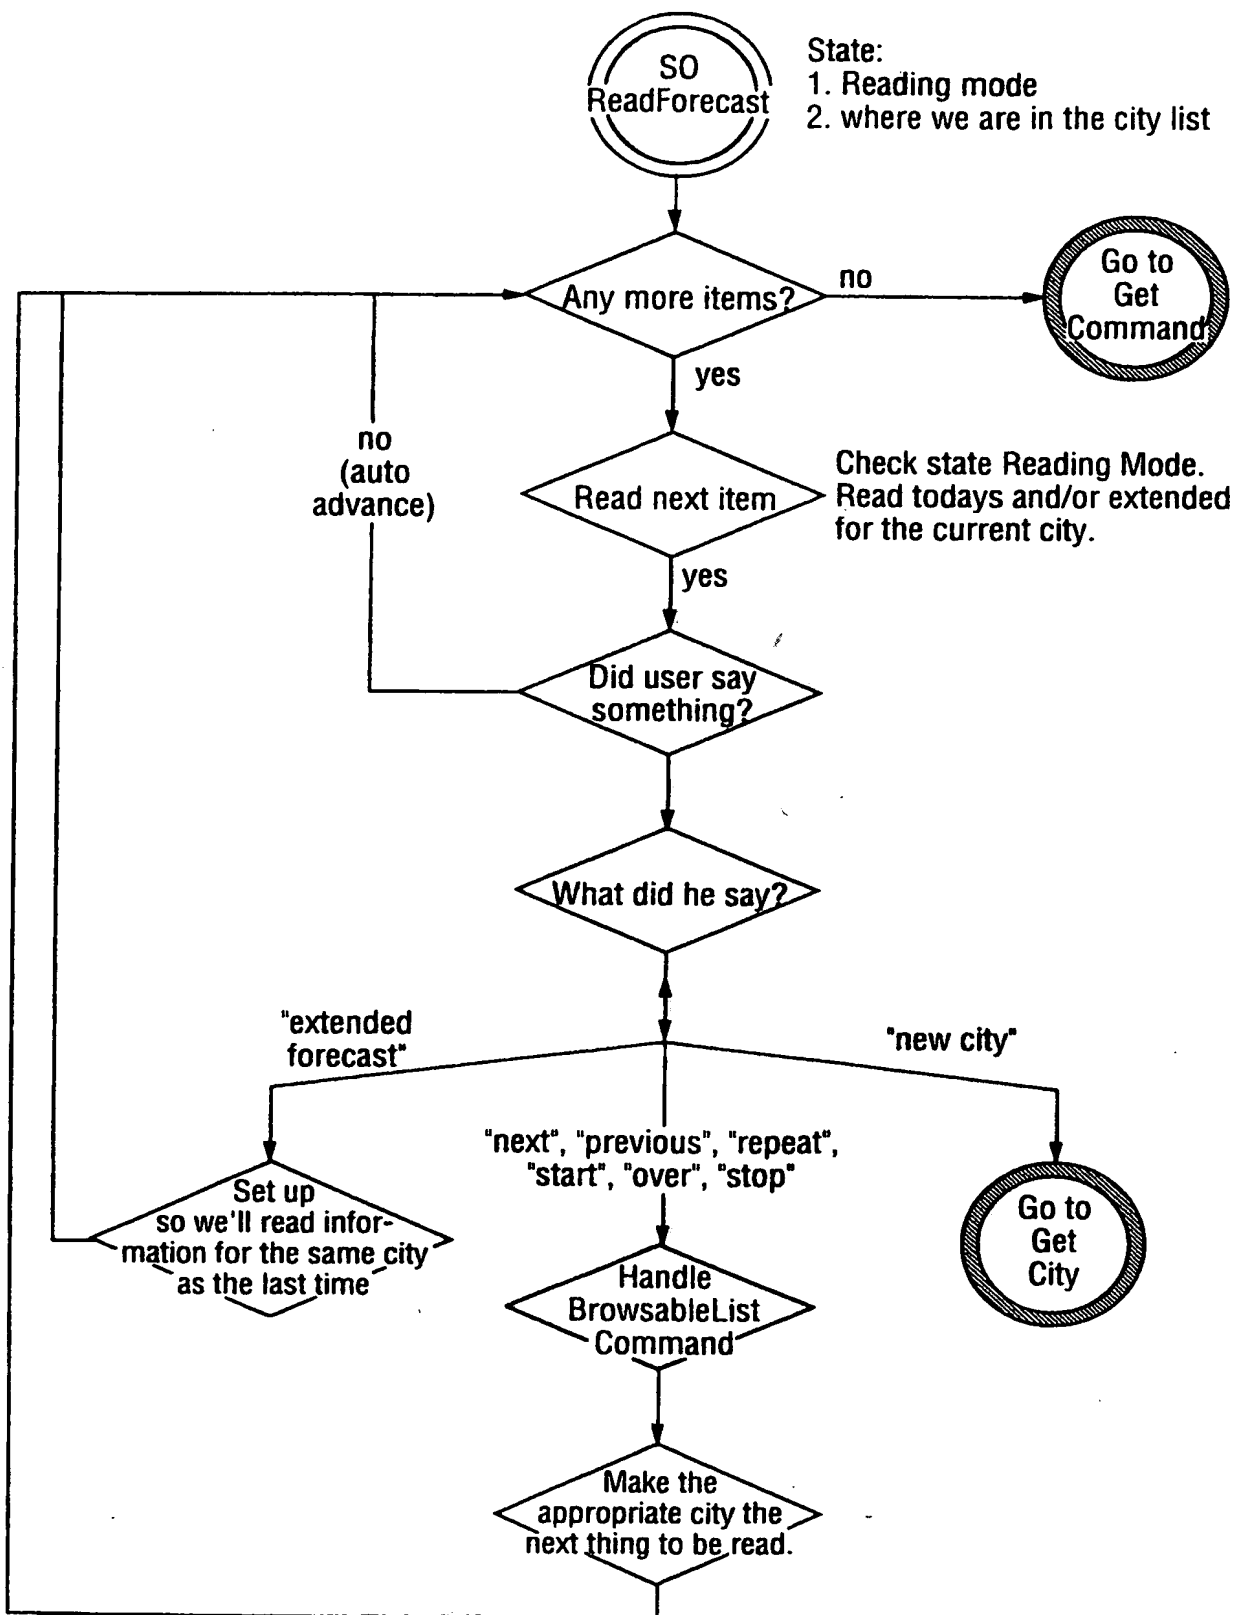 SO
ReadForecast
State:
1. Reading mode
2. where we are in the city list
Any more items?
no
Go to
Get
Command
yes
no
(auto
advance)
Read next item
Check state Reading Mode.
Read todays and/or extended
for the current city.
yes
Did user say
something?
What did he say?
"extended
forecast"
"new city"
"next", "previous", "repeat",
"start", "over", "stop"
Set up
so we'll read infor-
mation for the same city
as the last time
Go to
Get
City
Handle
BrowsableList
Command
Make the
appropriate city the
next thing to be read.